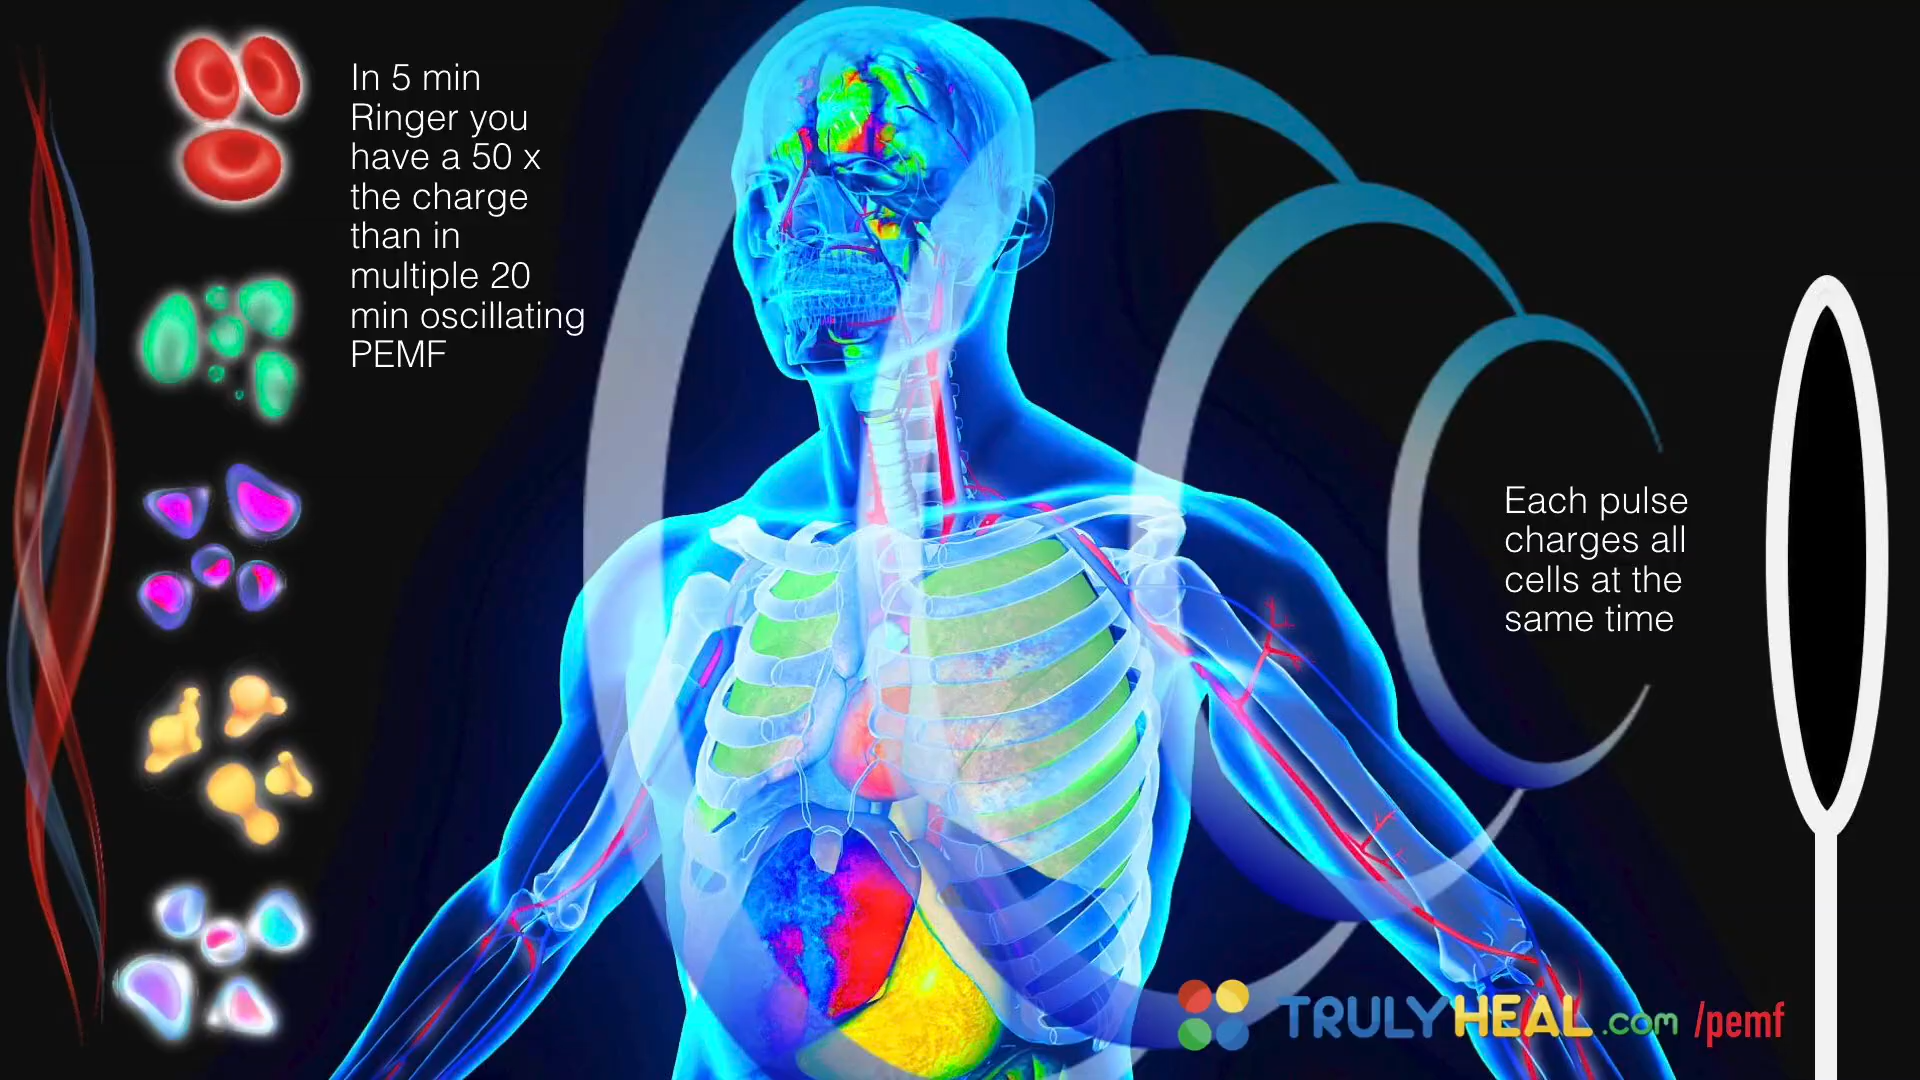 In 5 min
Ringer you
have a 50 x
the charge
than in
multiple 20
min oscillating
PEMF
Each pulse
charges all
cells at the
same time
TRULYHEAL.com /pemf